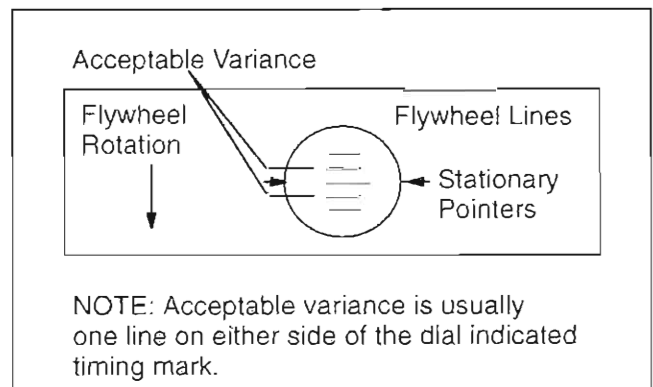 Acceptable Variance
Flywheel
Rotation
Flywheel Lines
Stationary
Pointers
NOTE: Acceptable variance is usually
one line on either side of the dial indicated
timing mark.